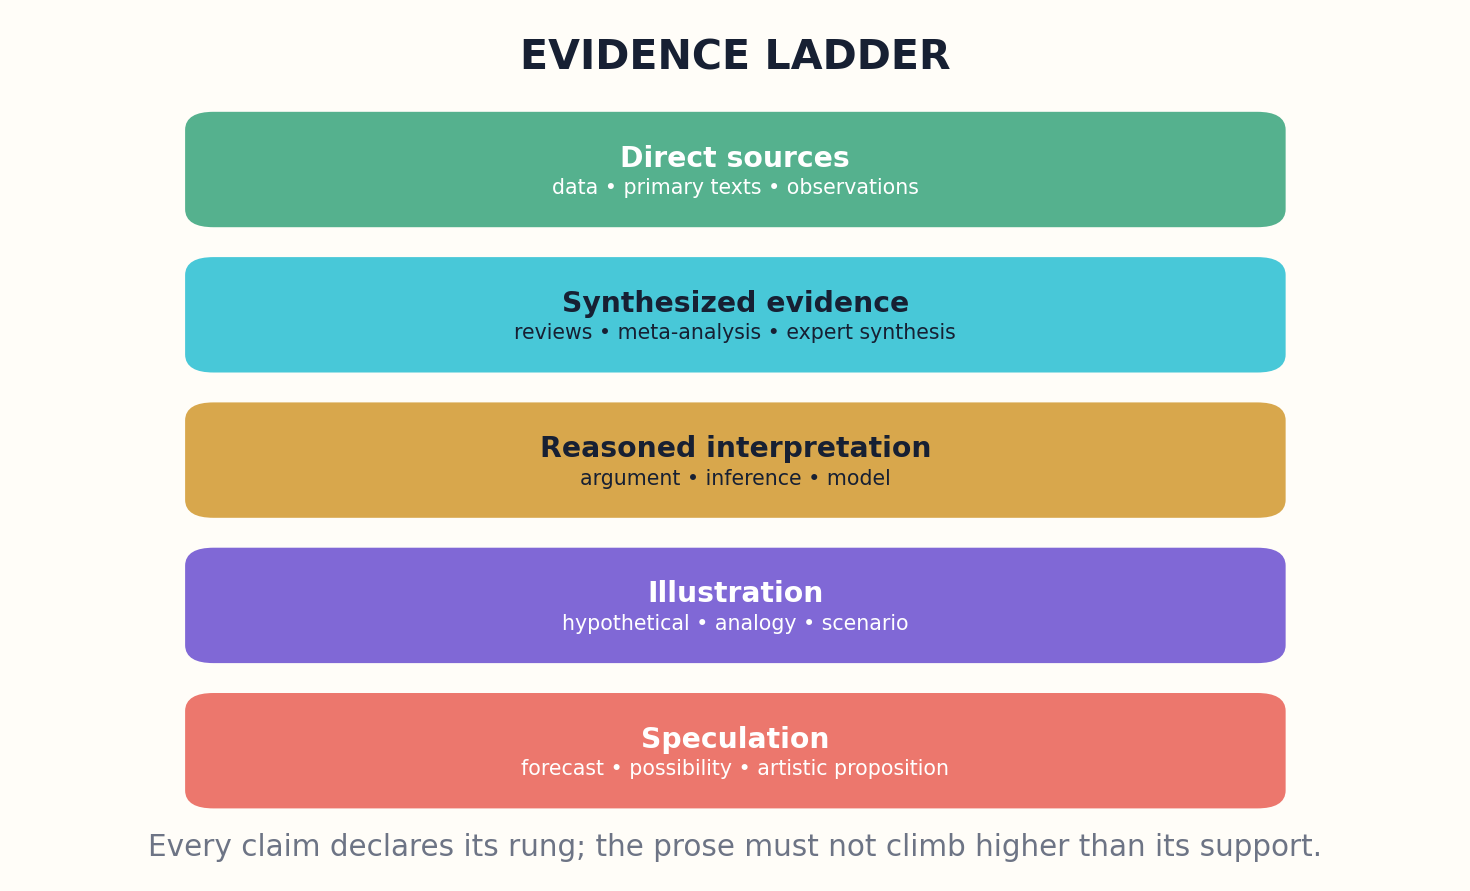 EVIDENCE LADDER
Direct sources
data • primary texts • observations
Synthesized evidence
reviews • meta-analysis • expert synthesis
Reasoned interpretation
argument • inference • model
Illustration
hypothetical • analogy • scenario
Speculation
forecast • possibility • artistic proposition
Every claim declares its rung; the prose must not climb higher than its support.